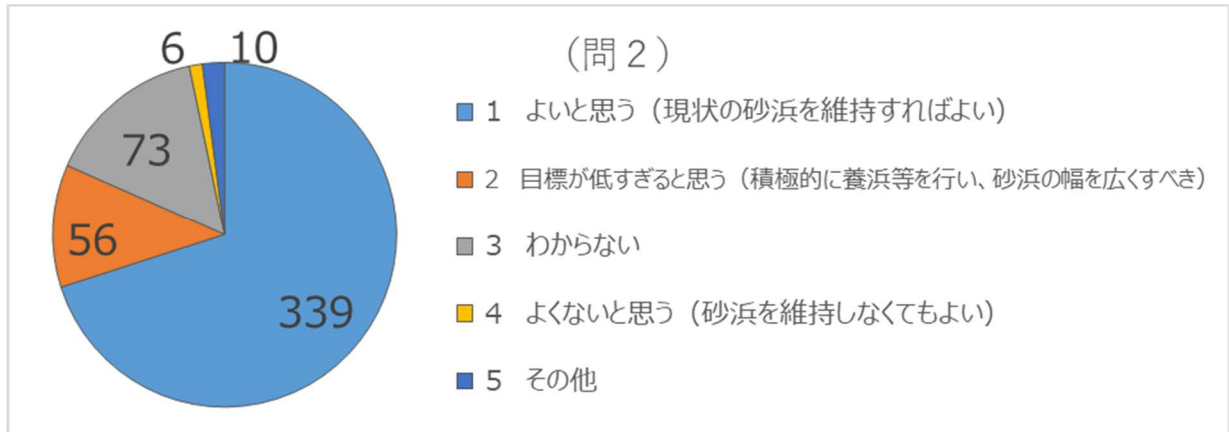 （問２）
6
10
73
56
339
1 よいと思う（現状の砂浜を維持すればよい）
2 目標が低すぎると思う（積極的に養浜等を行い、砂浜の幅を広くすべき）
3 わからない
4 よくないと思う（砂浜を維持しなくてもよい）
5 その他